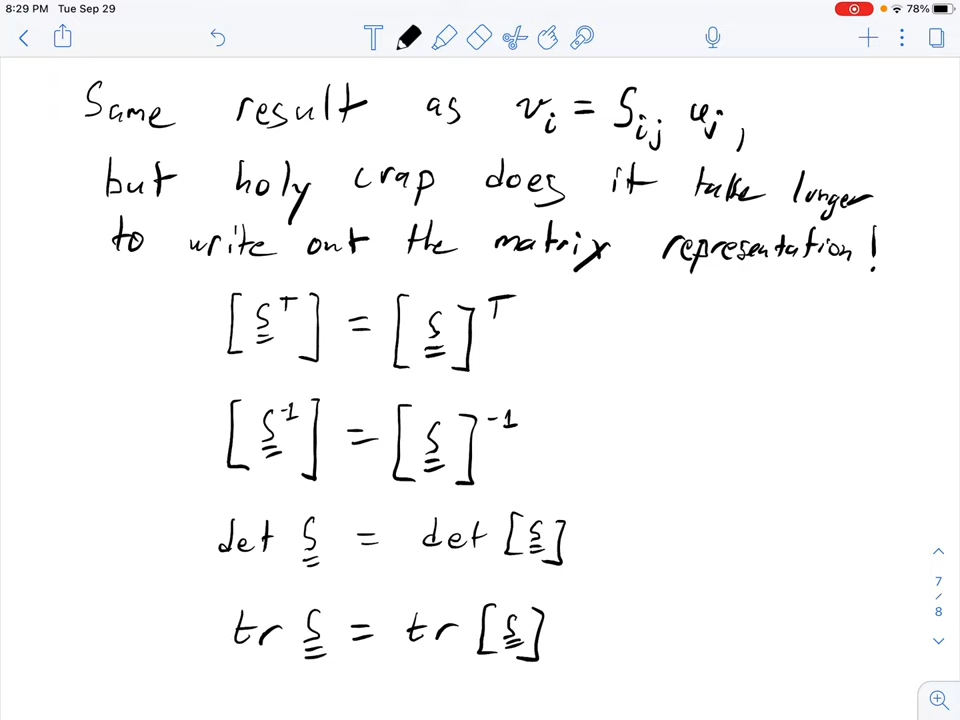 8:29 PM Tue Sep 29 78%
Same result as v_i = S_ij u_j,
but holy crap does it take longer
to write out the matrix representation!
[S̳ᵀ] = [S̳]ᵀ
[S̳⁻¹] = [S̳]⁻¹
det S̳ = det [S̳]
tr S̳ = tr [S̳]
7
/
8